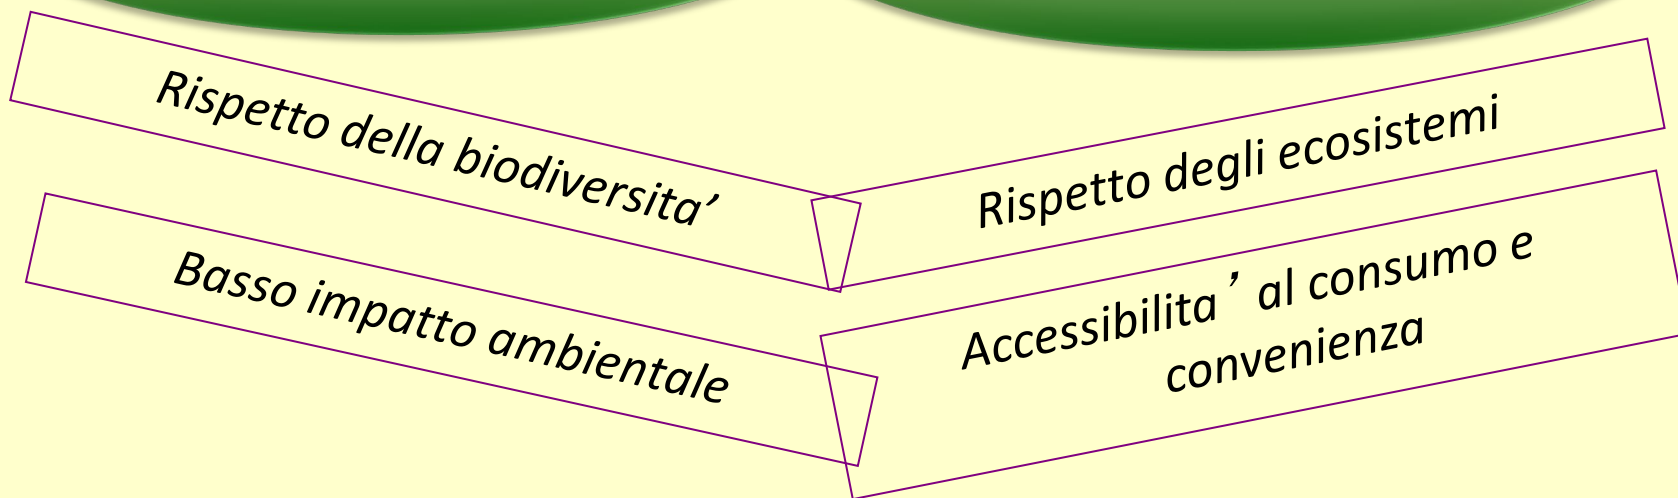 Rispetto della biodiversita’
Rispetto degli ecosistemi
Basso impatto ambientale
Accessibilita’ al consumo e
convenienza